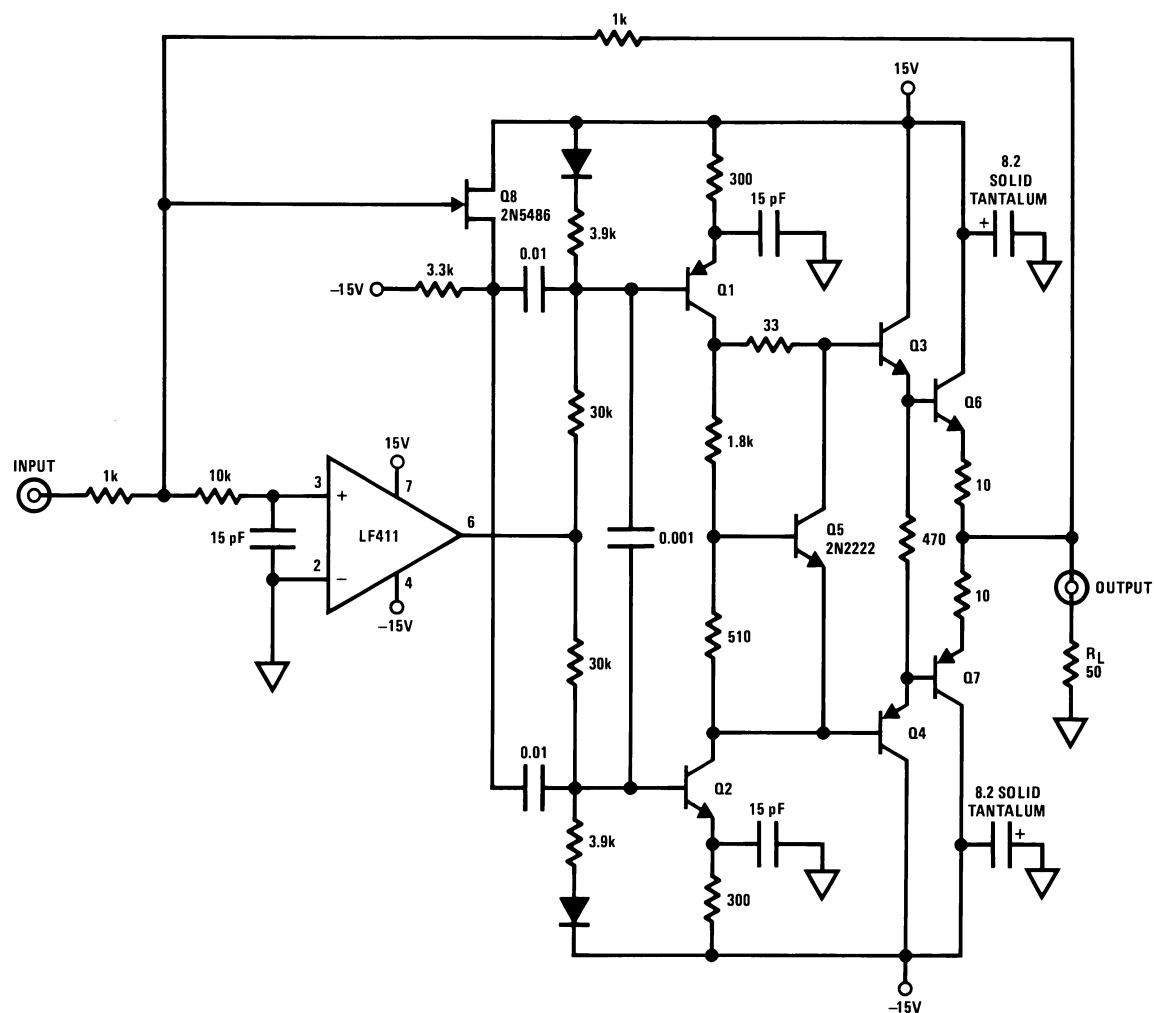 1k
15V
8.2
SOLID
TANTALUM
+
300
15 pF
Q8
2N5486
3.9k
0.01
3.3k
–15V
Q1
33
Q3
30k
1.8k
Q6
INPUT
1k
10k
15V
7
3
+
LF411
6
15 pF
2
–
4
–15V
0.001
Q5
2N2222
10
470
10
OUTPUT
30k
510
RL
50
Q7
Q4
0.01
Q2
15 pF
8.2 SOLID
TANTALUM
+
3.9k
300
–15V